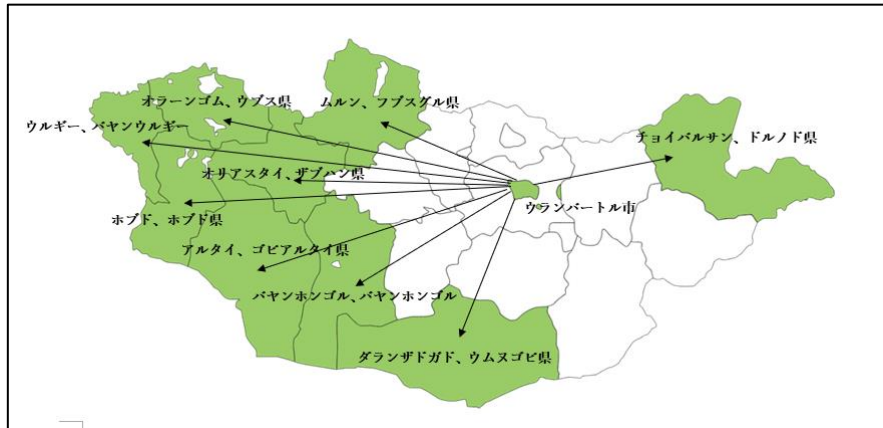 オラーンゴム、ウブス県
ムルン、フブスグル県
ウルギー、バヤンウルギー
チョイバルサン、ドルノド県
オリアスタイ、ザブハン県
ウランバートル市
ホブド、ホブド県
アルタイ、ゴビアルタイ県
バヤンホンゴル、バヤンホンゴル
ダランザドガド、ウムヌゴビ県